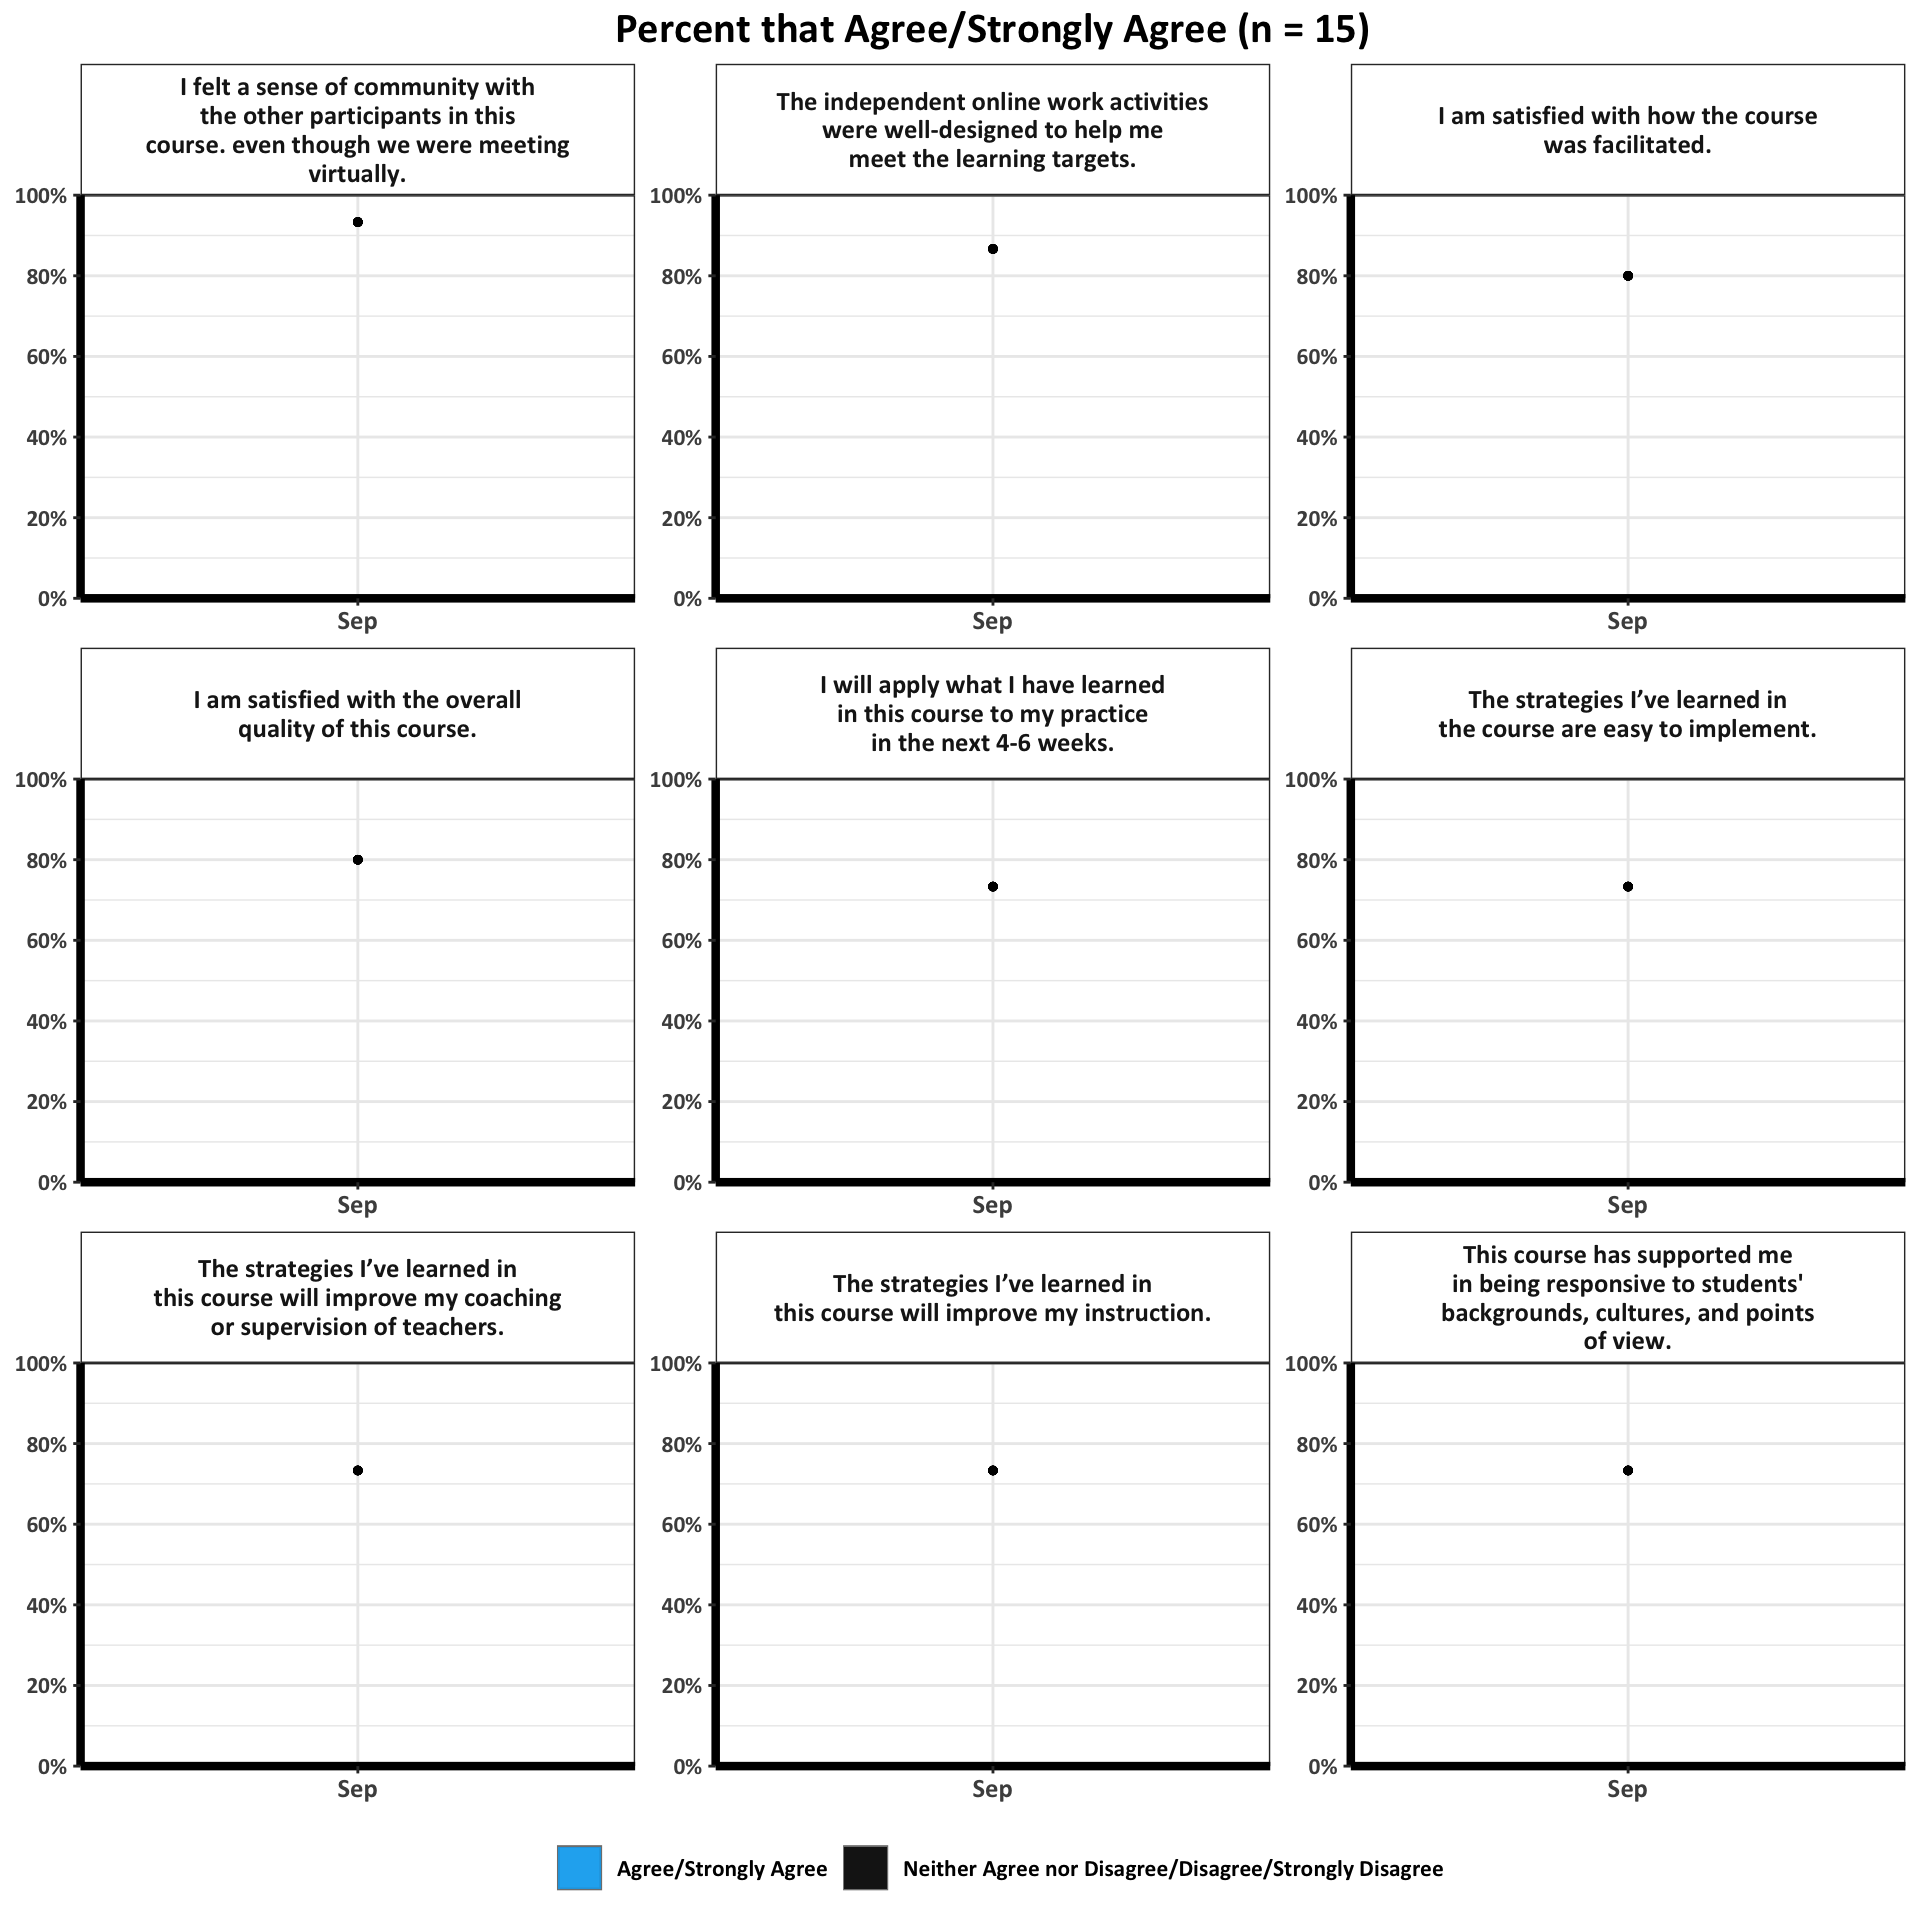 Percent that Agree/Strongly Agree (n = 15)
I felt a sense of community with
the other participants in this
course. even though we were meeting
virtually.
100%
80%
60%
40%
20%
0%
Sep
The independent online work activities
were well-designed to help me
meet the learning targets.
100%
80%
60%
40%
20%
0%
Sep
I am satisfied with how the course
was facilitated.
100%
80%
60%
40%
20%
0%
Sep
I am satisfied with the overall
quality of this course.
100%
80%
60%
40%
20%
0%
Sep
I will apply what I have learned
in this course to my practice
in the next 4-6 weeks.
100%
80%
60%
40%
20%
0%
Sep
The strategies I’ve learned in
the course are easy to implement.
100%
80%
60%
40%
20%
0%
Sep
The strategies I’ve learned in
this course will improve my coaching
or supervision of teachers.
100%
80%
60%
40%
20%
0%
Sep
The strategies I’ve learned in
this course will improve my instruction.
100%
80%
60%
40%
20%
0%
Sep
This course has supported me
in being responsive to students'
backgrounds, cultures, and points
of view.
100%
80%
60%
40%
20%
0%
Sep
Agree/Strongly Agree
Neither Agree nor Disagree/Disagree/Strongly Disagree